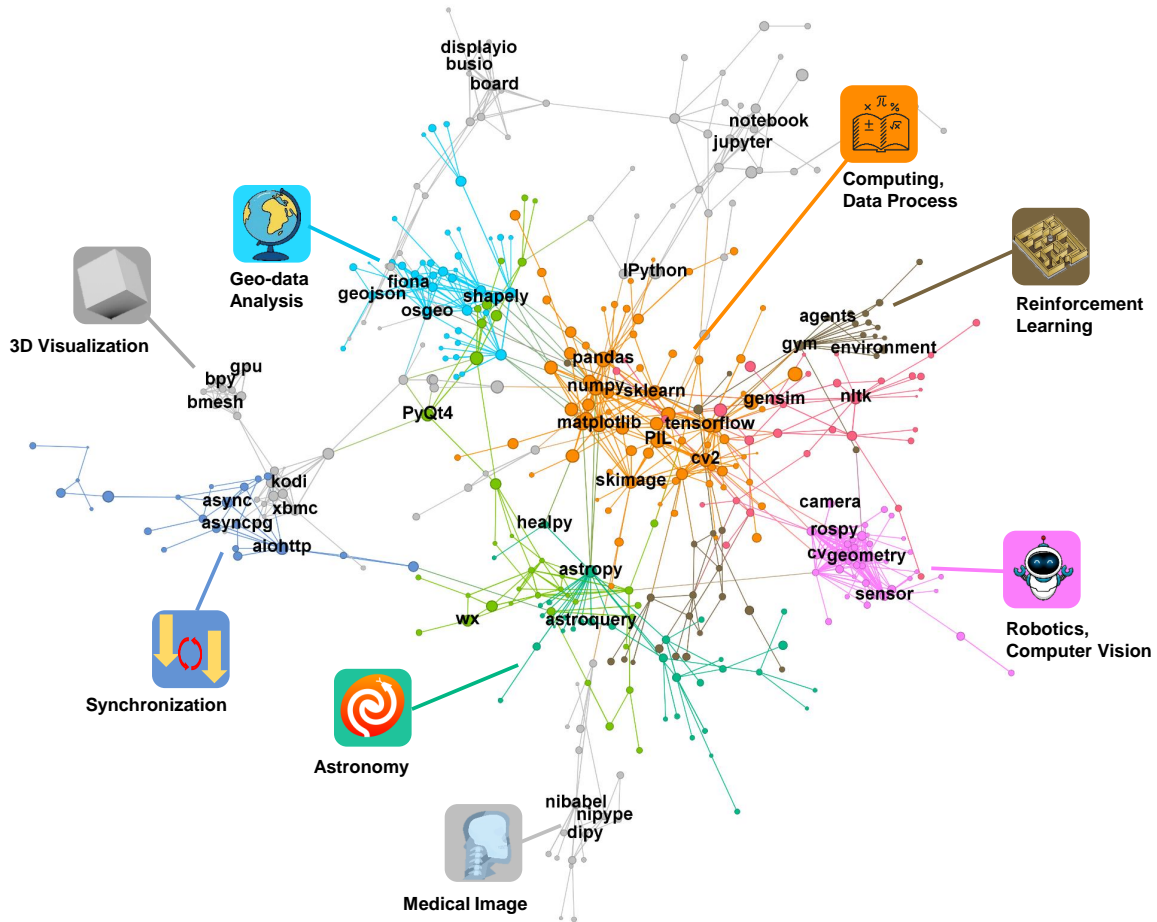 displayio
busio
board
notebook
jupyter
Computing,
Data Process
Geo-data
Analysis
fiona
geojson
osgeo
shapely
IPython
Reinforcement
Learning
agents
gym
environment
3D Visualization
gpu
bpy
bmesh
PyQt4
pandas
numpy
sklearn
matplotlib
PIL
tensorflow
gensim
nltk
cv2
skimage
kodi
async
xbmc
asyncpg
aiohttp
healpy
camera
rospy
cv
geometry
sensor
astropy
astroquery
wx
Robotics,
Computer Vision
Synchronization
Astronomy
nibabel
nipype
dipy
Medical Image
× π %
±
√x